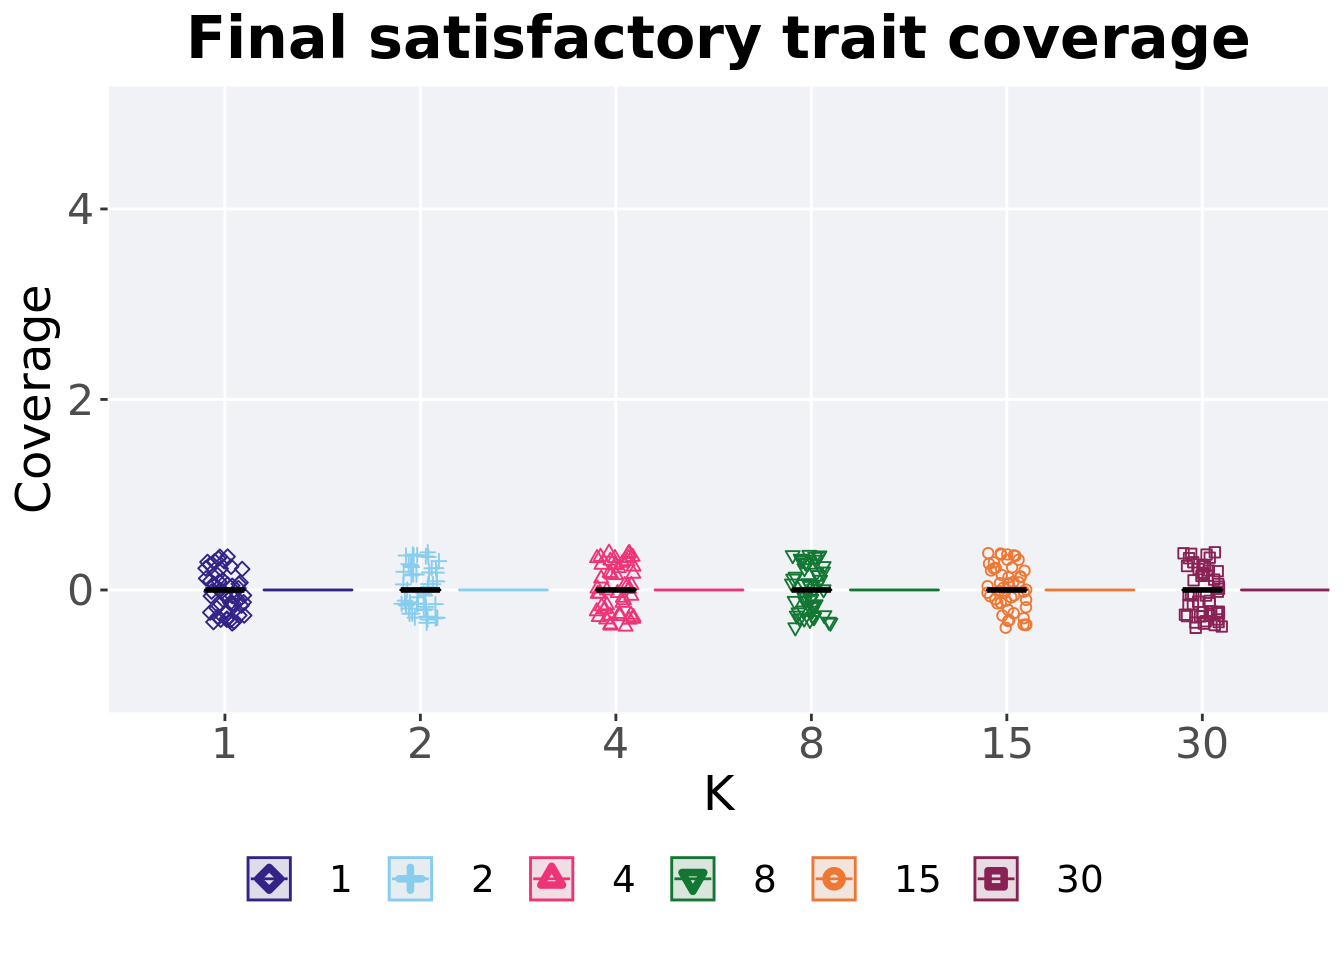 Final satisfactory trait coverage
Coverage
4
2
0
1 2 4 8 15 30
K
1 2 4 8 15 30